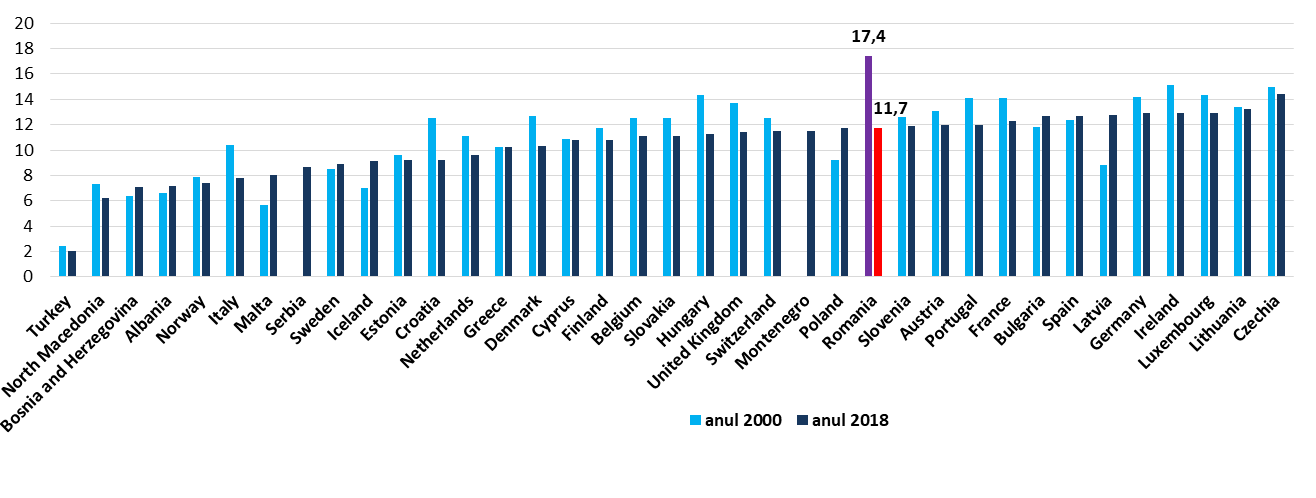 20
18
16
14
12
10
8
6
4
2
0
17,4
11,7
Turkey
North Macedonia
Bosnia and Herzegovina
Albania
Norway
Italy
Malta
Serbia
Sweden
Iceland
Estonia
Croatia
Netherlands
Greece
Denmark
Cyprus
Finland
Belgium
Slovakia
Hungary
United Kingdom
Switzerland
Montenegro
Poland
Romania
Slovenia
Austria
Portugal
France
Bulgaria
Spain
Latvia
Germany
Ireland
Luxembourg
Lithuania
Czechia
anul 2000
anul 2018